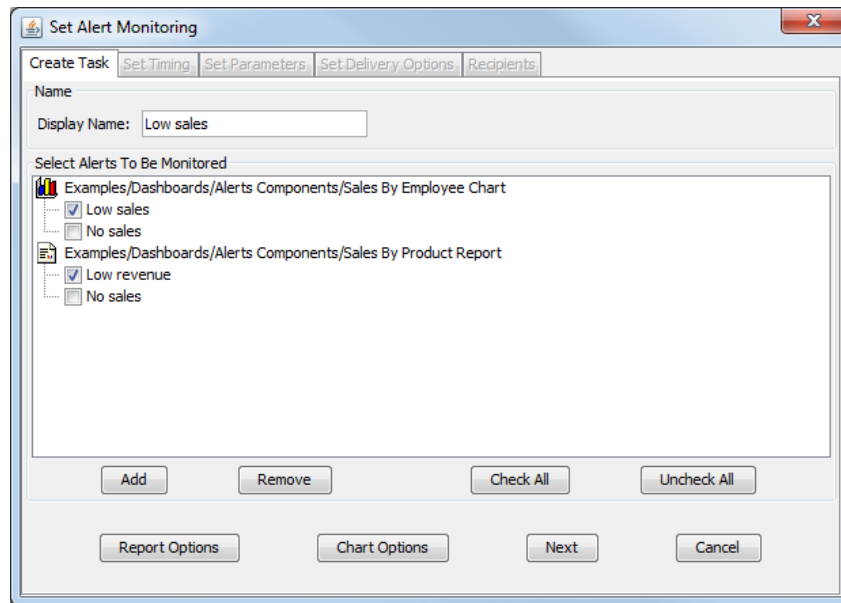 Set Alert Monitoring
Create Task Set Timing Set Parameters Set Delivery Options Recipients
Name
Display Name: Low sales
Select Alerts To Be Monitored
Examples/Dashboards/Alerts Components/Sales By Employee Chart
Low sales
No sales
Examples/Dashboards/Alerts Components/Sales By Product Report
Low revenue
No sales
Add Remove Check All Uncheck All
Report Options Chart Options Next Cancel